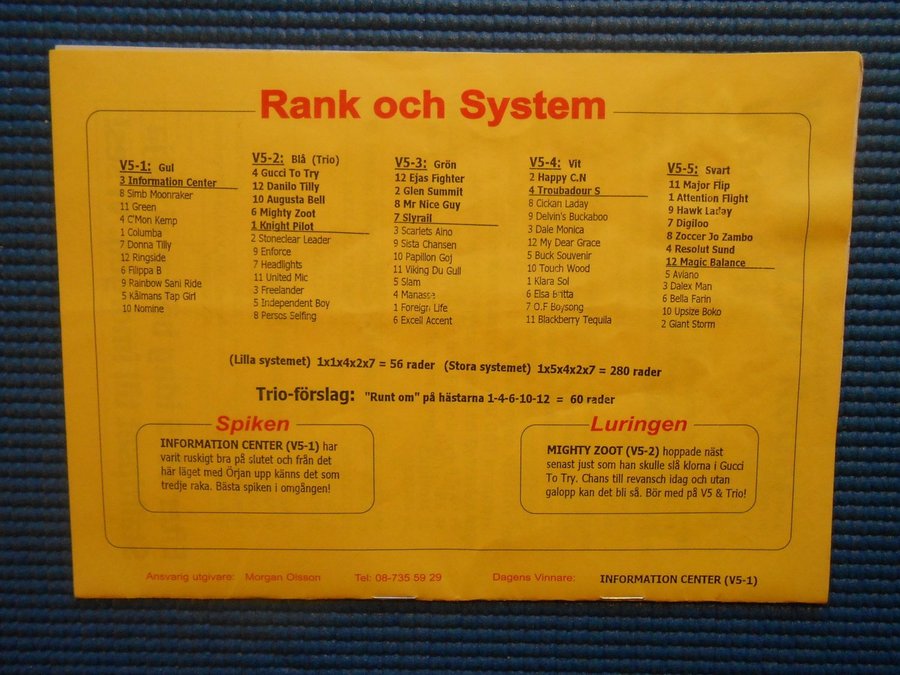 Rank och System
V5-1: Gul
3 Information Center
8 Simb Moonraker
11 Green
4 C'Mon Kemp
1 Columba
7 Donna Tilly
12 Ringside
6 Filippa B
9 Rainbow Sani Ride
5 Kålmans Tap Girl
10 Nomine
V5-2: Blå (Trio)
4 Gucci To Try
12 Danilo Tilly
10 Augusta Bell
6 Mighty Zoot
1 Knight Pilot
2 Stoneclear Leader
9 Enforce
7 Headlights
11 United Mic
3 Freelander
5 Independent Boy
8 Persos Selfing
V5-3: Grön
12 Ejas Fighter
2 Glen Summit
8 Mr Nice Guy
7 Slyrail
3 Scarlets Aino
9 Sista Chansen
10 Papillon Goj
11 Viking Du Gull
5 Slam
4 Manasse
1 Foreign Life
6 Excell Accent
V5-4: Vit
2 Happy C.N
4 Troubadour S
8 Cickan Laday
9 Delvin's Buckaboo
3 Dale Monica
12 My Dear Grace
5 Buck Souvenir
10 Touch Wood
1 Klara Sol
6 Elsa Britta
7 O.F Boysong
11 Blackberry Tequila
V5-5: Svart
11 Major Flip
1 Attention Flight
9 Hawk Laday
7 Digiloo
8 Zoccer Jo Zambo
4 Resolut Sund
12 Magic Balance
5 Aviano
3 Dalex Man
6 Bella Farin
10 Upsize Boko
2 Giant Storm
(Lilla systemet) 1x1x4x2x7 = 56 rader (Stora systemet) 1x5x4x2x7 = 280 rader
Trio-förslag: "Runt om" på hästarna 1-4-6-10-12 = 60 rader
Spiken
INFORMATION CENTER (V5-1) har
varit ruskigt bra på slutet och från det
här läget med Örjan upp känns det som
tredje raka. Bästa spiken i omgången!
Luringen
MIGHTY ZOOT (V5-2) hoppade näst
senast just som han skulle slå klorna i Gucci
To Try. Chans till revansch idag och utan
galopp kan det bli så. Bör med på V5 & Trio!
Ansvarig utgivare: Morgan Olsson Tel: 08-735 59 29 Dagens Vinnare: INFORMATION CENTER (V5-1)